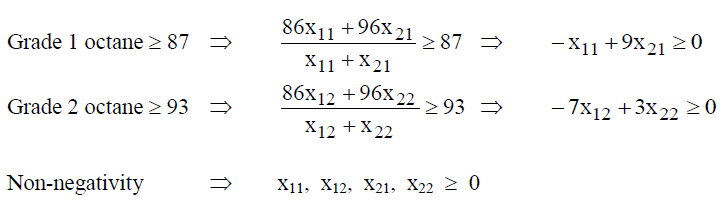 Grade 1 octane ≥ 87 ⇒ (86x₁₁ + 96x₂₁)/(x₁₁ + x₂₁) ≥ 87 ⇒ −x₁₁ + 9x₂₁ ≥ 0
Grade 2 octane ≥ 93 ⇒ (86x₁₂ + 96x₂₂)/(x₁₂ + x₂₂) ≥ 93 ⇒ −7x₁₂ + 3x₂₂ ≥ 0
Non-negativity ⇒ x₁₁, x₁₂, x₂₁, x₂₂ ≥ 0